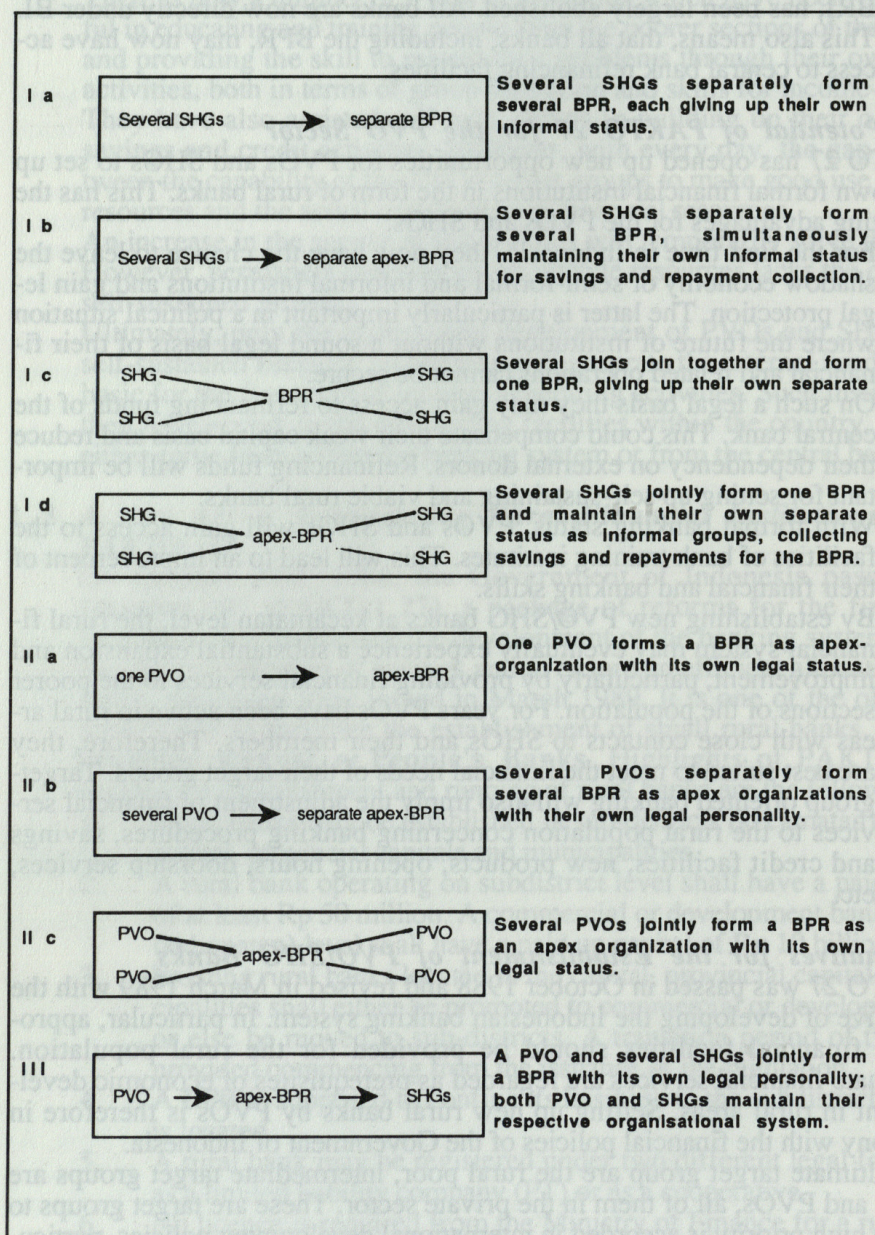 I a
Several SHGs → separate BPR
Several SHGs separately form
several BPR, each giving up their own
informal status.
I b
Several SHGs → separate apex- BPR
Several SHGs separately form
several BPR, simultaneously
maintaining their own informal status
for savings and repayment collection.
I c
SHG SHG
BPR
SHG SHG
Several SHGs join together and form
one BPR, giving up their own separate
status.
I d
SHG SHG
apex-BPR
SHG SHG
Several SHGs jointly form one BPR
and maintain their own separate
status as informal groups, collecting
savings and repayments for the BPR.
II a
one PVO → apex-BPR
One PVO forms a BPR as apex-
organization with its own legal status.
II b
several PVO → separate apex-BPR
Several PVOs separately form
several BPR as apex organizations
with their own legal personality.
II c
PVO PVO
apex-BPR
PVO PVO
Several PVOs jointly form a BPR as
an apex organization with its own
legal status.
III
PVO → apex-BPR → SHGs
A PVO and several SHGs jointly form
a BPR with its own legal personality;
both PVO and SHGs maintain their
respective organisational system.